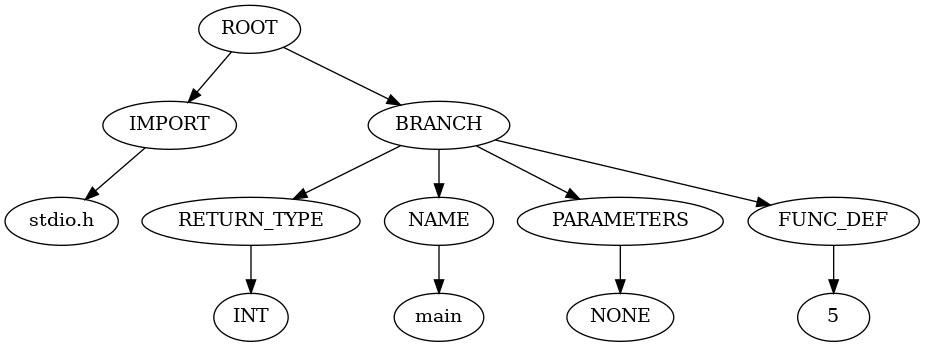 ROOT
IMPORT
BRANCH
stdio.h
RETURN_TYPE
NAME
PARAMETERS
FUNC_DEF
INT
main
NONE
5